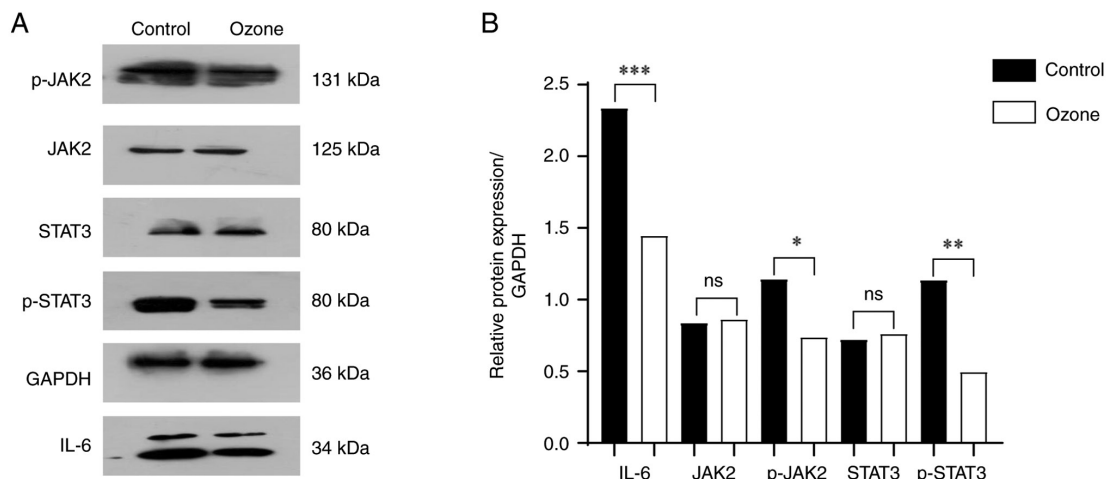 A
Control Ozone
p-JAK2 131 kDa
JAK2 125 kDa
STAT3 80 kDa
p-STAT3 80 kDa
GAPDH 36 kDa
IL-6 34 kDa
B
Control
Ozone
Relative protein expression/
GAPDH
2.5
2.0
1.5
1.0
0.5
0.0
***
ns
*
ns
**
IL-6 JAK2 p-JAK2 STAT3 p-STAT3